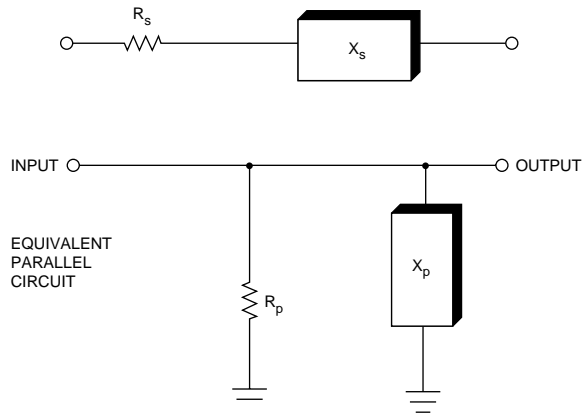 Rs
Xs
INPUT
OUTPUT
EQUIVALENT
PARALLEL
CIRCUIT
Rp
Xp